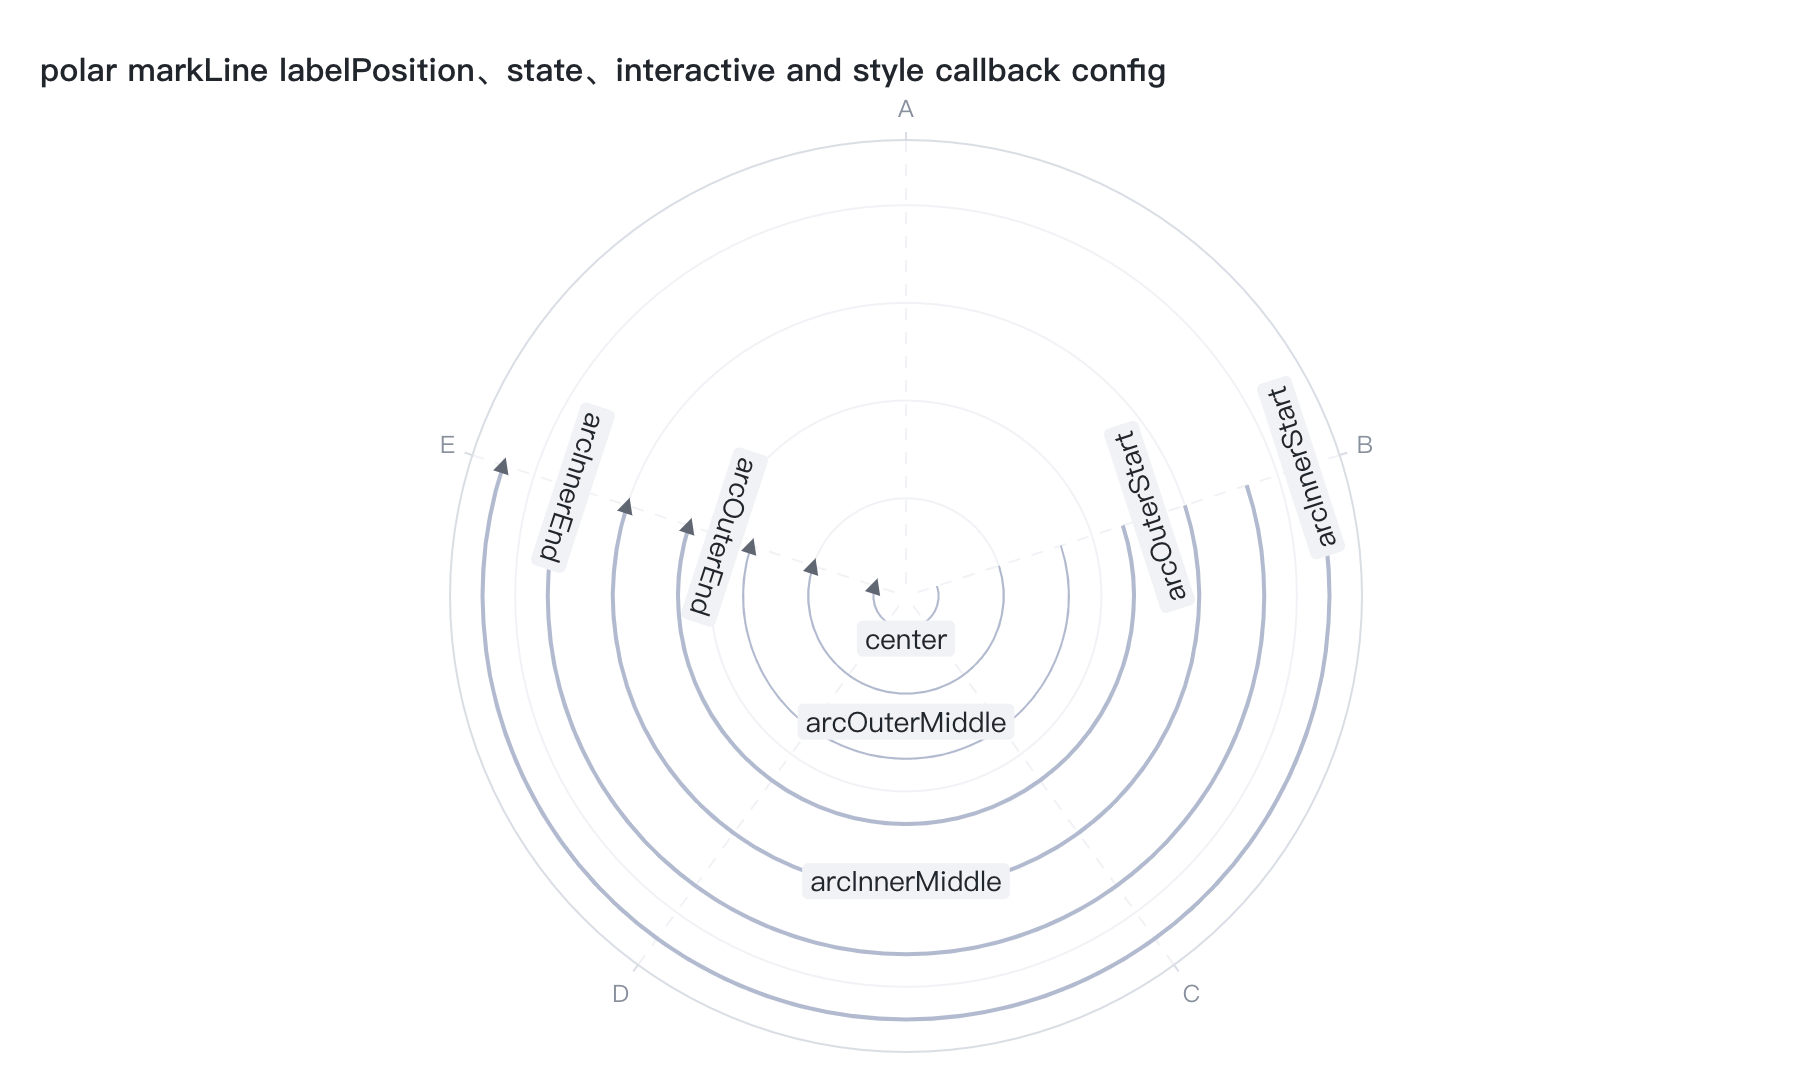 polar markLine labelPosition、state、interactive and style callback config
A
B
C
D
E
arcInnerStart
arcInnerEnd
arcOuterStart
arcOuterEnd
center
arcOuterMiddle
arcInnerMiddle